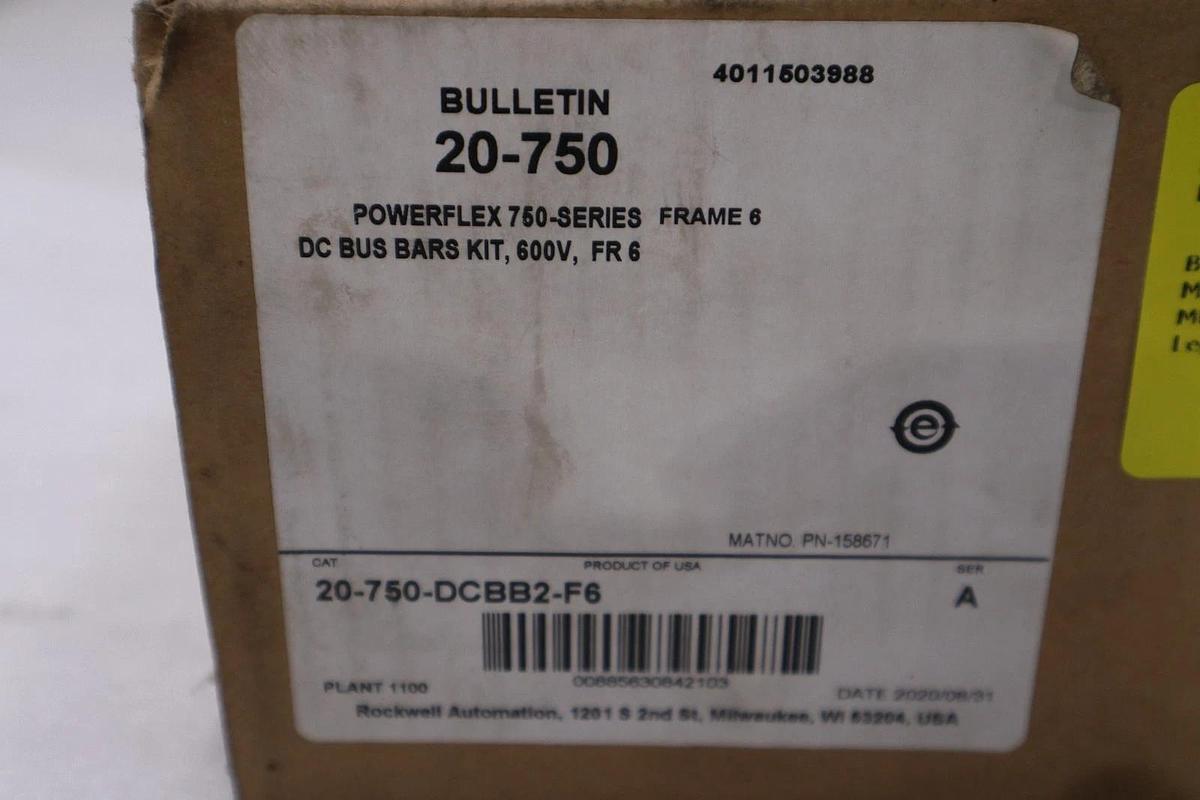 4011503988
BULLETIN
20-750
POWERFLEX 750-SERIES FRAME 6
DC BUS BARS KIT, 600V, FR 6
e
MATNO. PN-158671
CAT
PRODUCT OF USA
SER
20-750-DCBB2-F6
A
00885630842103
PLANT 1100
DATE 2020/08/31
Rockwell Automation, 1201 S 2nd St, Milwaukee, WI 53204, USA